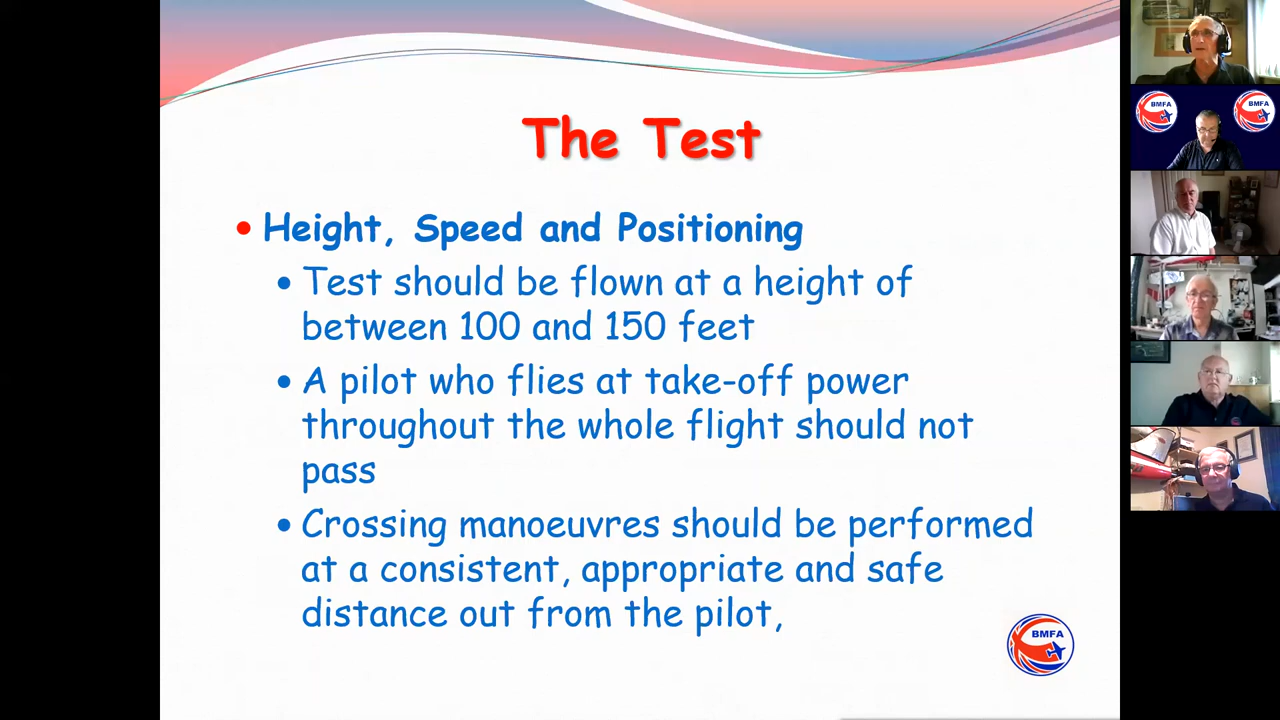 The Test
Height, Speed and Positioning
Test should be flown at a height of
between 100 and 150 feet
A pilot who flies at take-off power
throughout the whole flight should not
pass
Crossing manoeuvres should be performed
at a consistent, appropriate and safe
distance out from the pilot,
BMFA
BMFA
BMFA